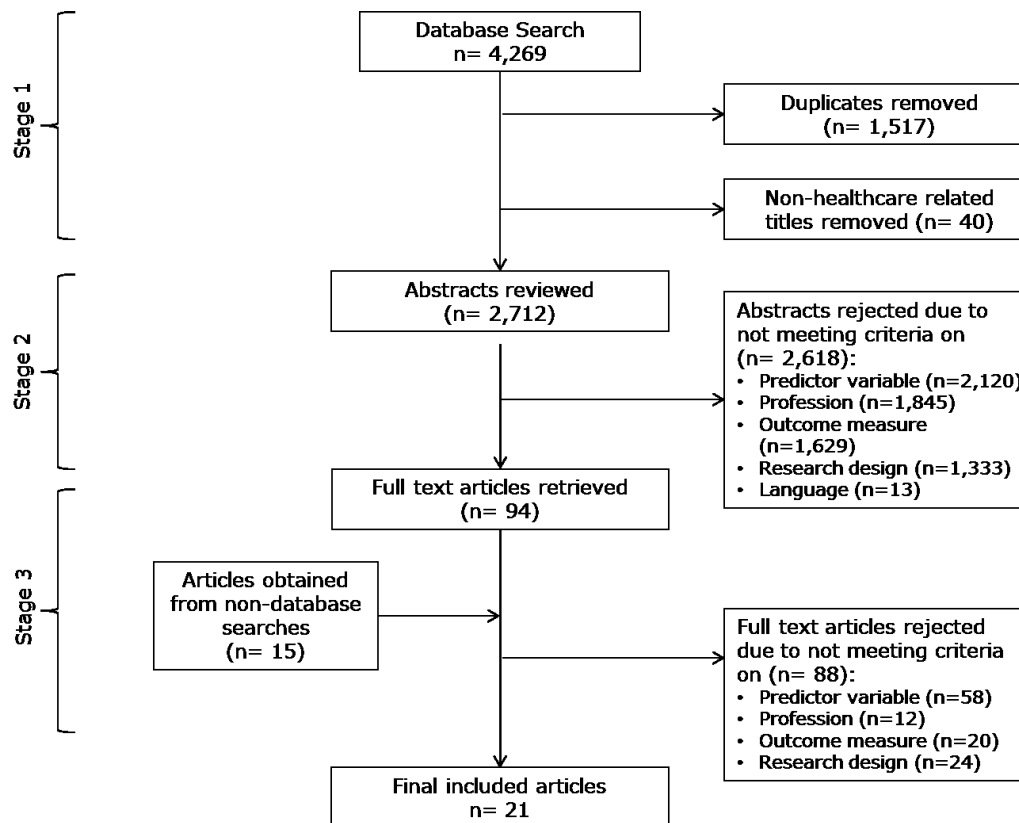 Stage 1
Database Search
n= 4,269
Duplicates removed
(n= 1,517)
Non-healthcare related
titles removed (n= 40)
Stage 2
Abstracts reviewed
(n= 2,712)
Abstracts rejected due to
not meeting criteria on
(n= 2,618):
• Predictor variable (n=2,120)
• Profession (n=1,845)
• Outcome measure
(n=1,629)
• Research design (n=1,333)
• Language (n=13)
Full text articles retrieved
(n= 94)
Stage 3
Articles obtained
from non-database
searches
(n= 15)
Full text articles rejected
due to not meeting criteria
on (n= 88):
• Predictor variable (n=58)
• Profession (n=12)
• Outcome measure (n=20)
• Research design (n=24)
Final included articles
n= 21